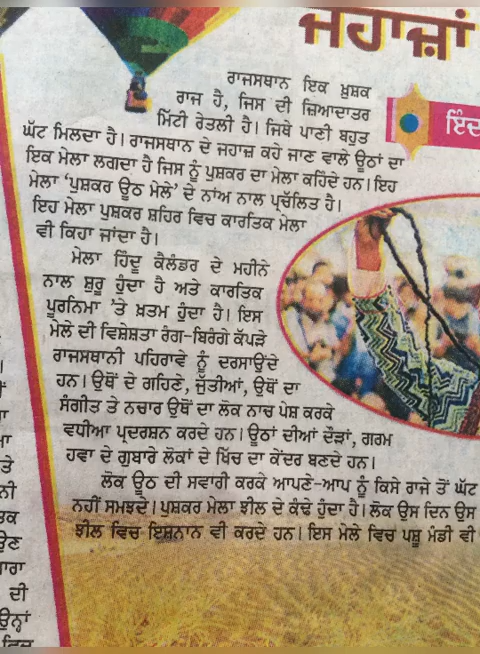 ਜਹਾਜ਼ਾਂ
ਰਾਜਸਥਾਨ ਇਕ ਖ਼ੁਸ਼ਕ
ਰਾਜ ਹੈ, ਜਿਸ ਦੀ ਜ਼ਿਆਦਾਤਰ
ਮਿੱਟੀ ਰੇਤਲੀ ਹੈ। ਜਿਥੇ ਪਾਣੀ ਬਹੁਤ
ਘੱਟ ਮਿਲਦਾ ਹੈ। ਰਾਜਸਥਾਨ ਦੇ ਜਹਾਜ਼ ਕਹੇ ਜਾਣ ਵਾਲੇ ਊਠਾਂ ਦਾ
ਇਕ ਮੇਲਾ ਲਗਦਾ ਹੈ ਜਿਸ ਨੂੰ ਪੁਸ਼ਕਰ ਦਾ ਮੇਲਾ ਕਹਿੰਦੇ ਹਨ। ਇਹ
ਮੇਲਾ 'ਪੁਸ਼ਕਰ ਊਠ ਮੇਲੇ' ਦੇ ਨਾਂਅ ਨਾਲ ਪ੍ਰਚੱਲਿਤ ਹੈ।
ਇਹ ਮੇਲਾ ਪੁਸ਼ਕਰ ਸ਼ਹਿਰ ਵਿਚ ਕਾਰਤਿਕ ਮੇਲਾ
ਵੀ ਕਿਹਾ ਜਾਂਦਾ ਹੈ।
ਮੇਲਾ ਹਿੰਦੂ ਕੈਲੰਡਰ ਦੇ ਮਹੀਨੇ
ਨਾਲ ਸ਼ੁਰੂ ਹੁੰਦਾ ਹੈ ਅਤੇ ਕਾਰਤਿਕ
ਪੂਰਨਿਮਾ 'ਤੇ ਖ਼ਤਮ ਹੁੰਦਾ ਹੈ। ਇਸ
ਮੇਲੇ ਦੀ ਵਿਸ਼ੇਸ਼ਤਾ ਰੰਗ-ਬਿਰੰਗੇ ਕੱਪੜੇ
ਰਾਜਸਥਾਨੀ ਪਹਿਰਾਵੇ ਨੂੰ ਦਰਸਾਉਂਦੇ
ਹਨ। ਉਥੋਂ ਦੇ ਗਹਿਣੇ, ਜੁੱਤੀਆਂ, ਉਥੋਂ ਦਾ
ਸੰਗੀਤ ਤੇ ਨਚਾਰ ਉਥੋਂ ਦਾ ਲੋਕ ਨਾਚ ਪੇਸ਼ ਕਰਕੇ
ਵਧੀਆ ਪ੍ਰਦਰਸ਼ਨ ਕਰਦੇ ਹਨ। ਊਠਾਂ ਦੀਆਂ ਦੌੜਾਂ, ਗਰਮ
ਹਵਾ ਦੇ ਗੁਬਾਰੇ ਲੋਕਾਂ ਦੇ ਖਿੱਚ ਦਾ ਕੇਂਦਰ ਬਣਦੇ ਹਨ।
ਲੋਕ ਊਠ ਦੀ ਸਵਾਰੀ ਕਰਕੇ ਆਪਣੇ-ਆਪ ਨੂੰ ਕਿਸੇ ਰਾਜੇ ਤੋਂ ਘੱਟ
ਨਹੀਂ ਸਮਝਦੇ। ਪੁਸ਼ਕਰ ਮੇਲਾ ਝੀਲ ਦੇ ਕੰਢੇ ਹੁੰਦਾ ਹੈ। ਲੋਕ ਉਸ ਦਿਨ ਉਸ
ਝੀਲ ਵਿਚ ਇਸ਼ਨਾਨ ਵੀ ਕਰਦੇ ਹਨ। ਇਸ ਮੇਲੇ ਵਿਚ ਪਸ਼ੂ ਮੰਡੀ ਵੀ